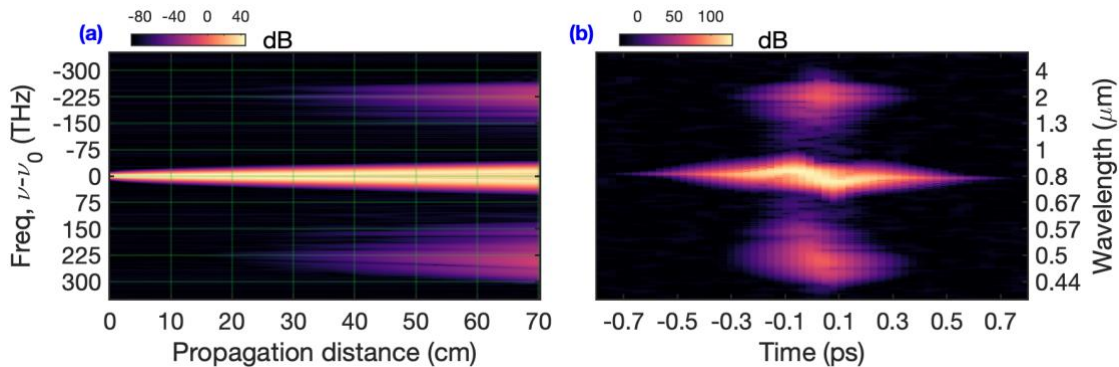 -80 -40 0 40
(a) dB
Freq, ν-ν0 (THz)
-300
-225
-150
-75
0
75
150
225
300
0 10 20 30 40 50 60 70
Propagation distance (cm)
0 50 100
(b) dB
4
2
1.3
1
0.8
0.67
0.57
0.5
0.44
Wavelength (μm)
-0.7 -0.5 -0.3 -0.1 0.1 0.3 0.5 0.7
Time (ps)